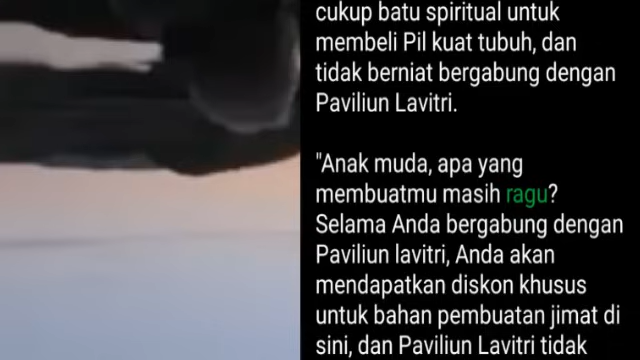 cukup batu spiritual untuk
membeli Pil kuat tubuh, dan
tidak berniat bergabung dengan
Paviliun Lavitri.
"Anak muda, apa yang
membuatmu masih ragu?
Selama Anda bergabung dengan
Paviliun lavitri, Anda akan
mendapatkan diskon khusus
untuk bahan pembuatan jimat di
sini, dan Paviliun Lavitri tidak